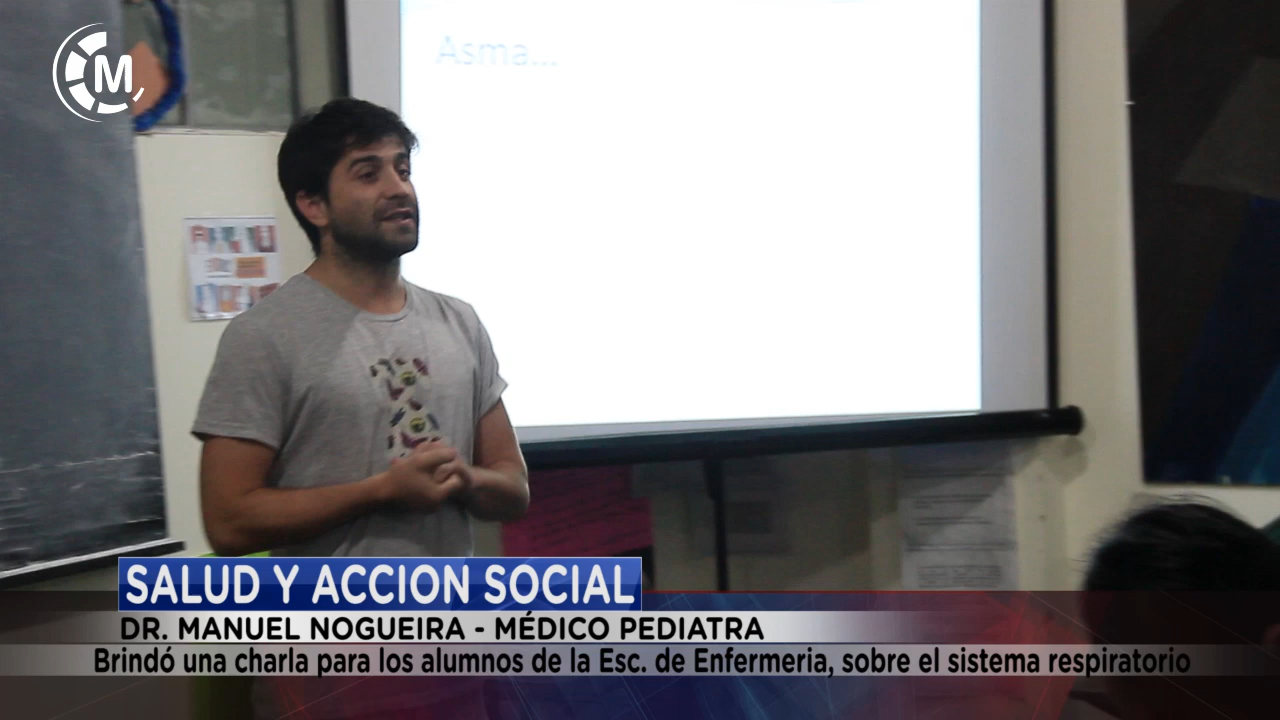 M
Asma...
SALUD Y ACCION SOCIAL
DR. MANUEL NOGUEIRA - MÉDICO PEDIATRA
Brindó una charla para los alumnos de la Esc. de Enfermeria, sobre el sistema respiratorio